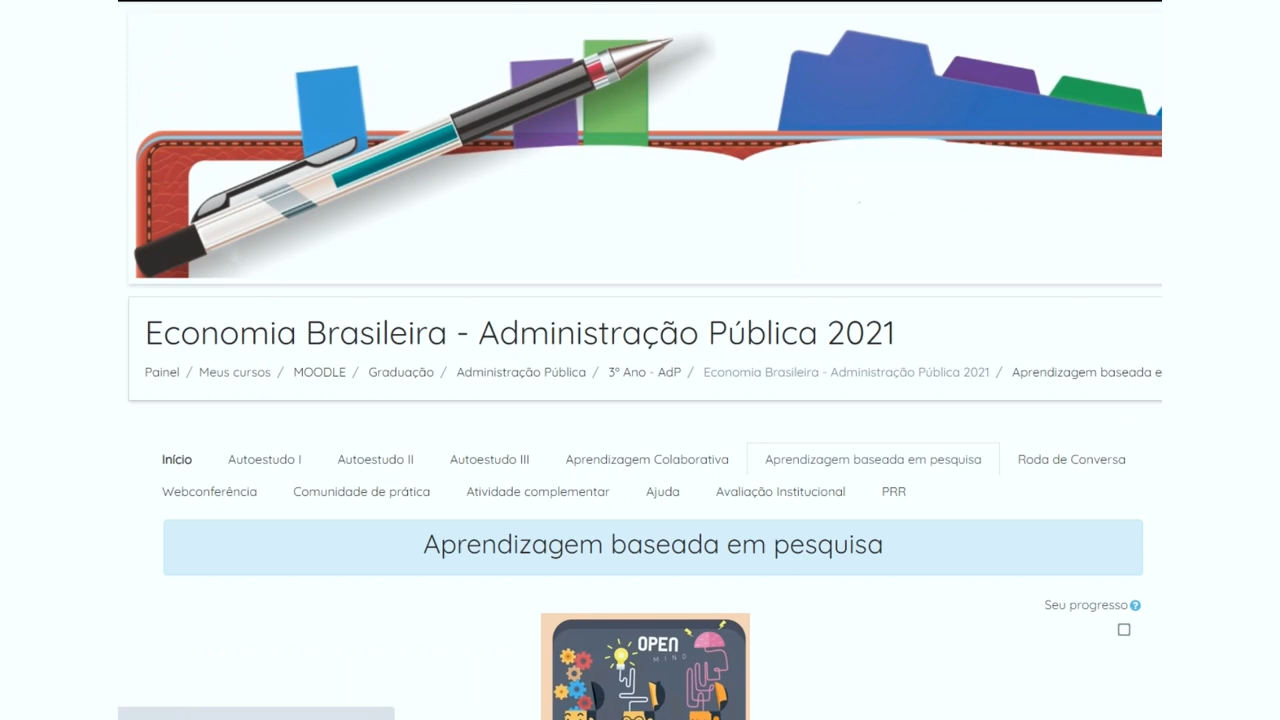 Economia Brasileira - Administração Pública 2021
Painel / Meus cursos / MOODLE / Graduação / Administração Pública / 3º Ano - AdP / Economia Brasileira - Administração Pública 2021 / Aprendizagem baseada e
Início Autoestudo I Autoestudo II Autoestudo III Aprendizagem Colaborativa Aprendizagem baseada em pesquisa Roda de Conversa
Webconferência Comunidade de prática Atividade complementar Ajuda Avaliação Institucional PRR
Aprendizagem baseada em pesquisa
Seu progresso
OPEN
MIND